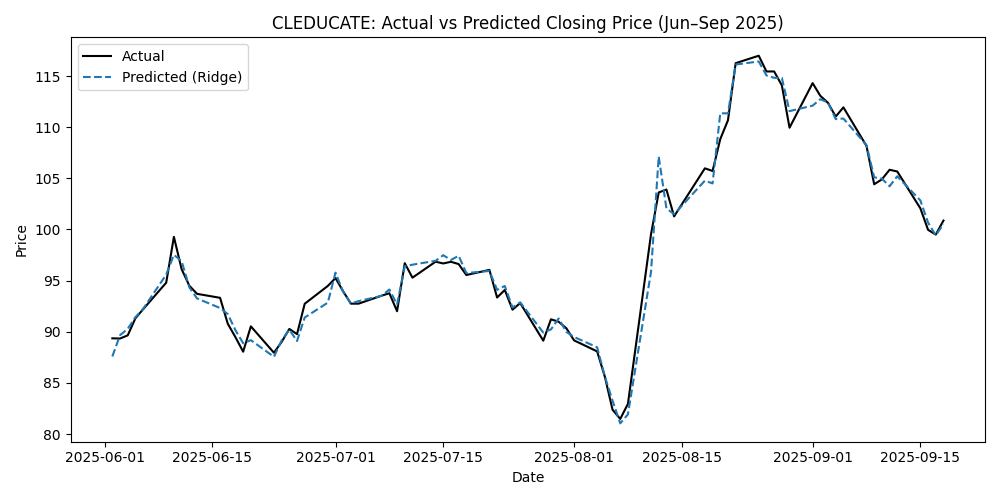 CLEDUCATE: Actual vs Predicted Closing Price (Jun–Sep 2025)
Actual
Predicted (Ridge)
Price
115
110
105
100
95
90
85
80
2025-06-01 2025-06-15 2025-07-01 2025-07-15 2025-08-01 2025-08-15 2025-09-01 2025-09-15
Date